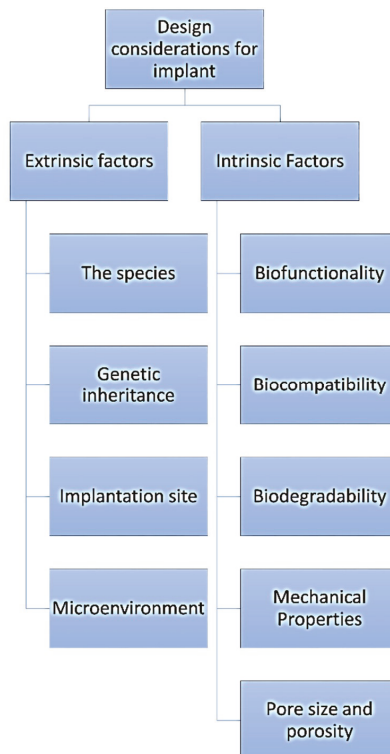 Design
considerations for
implant
Extrinsic factors
Intrinsic Factors
The species
Biofunctionality
Genetic
inheritance
Biocompatibility
Implantation site
Biodegradability
Microenvironment
Mechanical
Properties
Pore size and
porosity